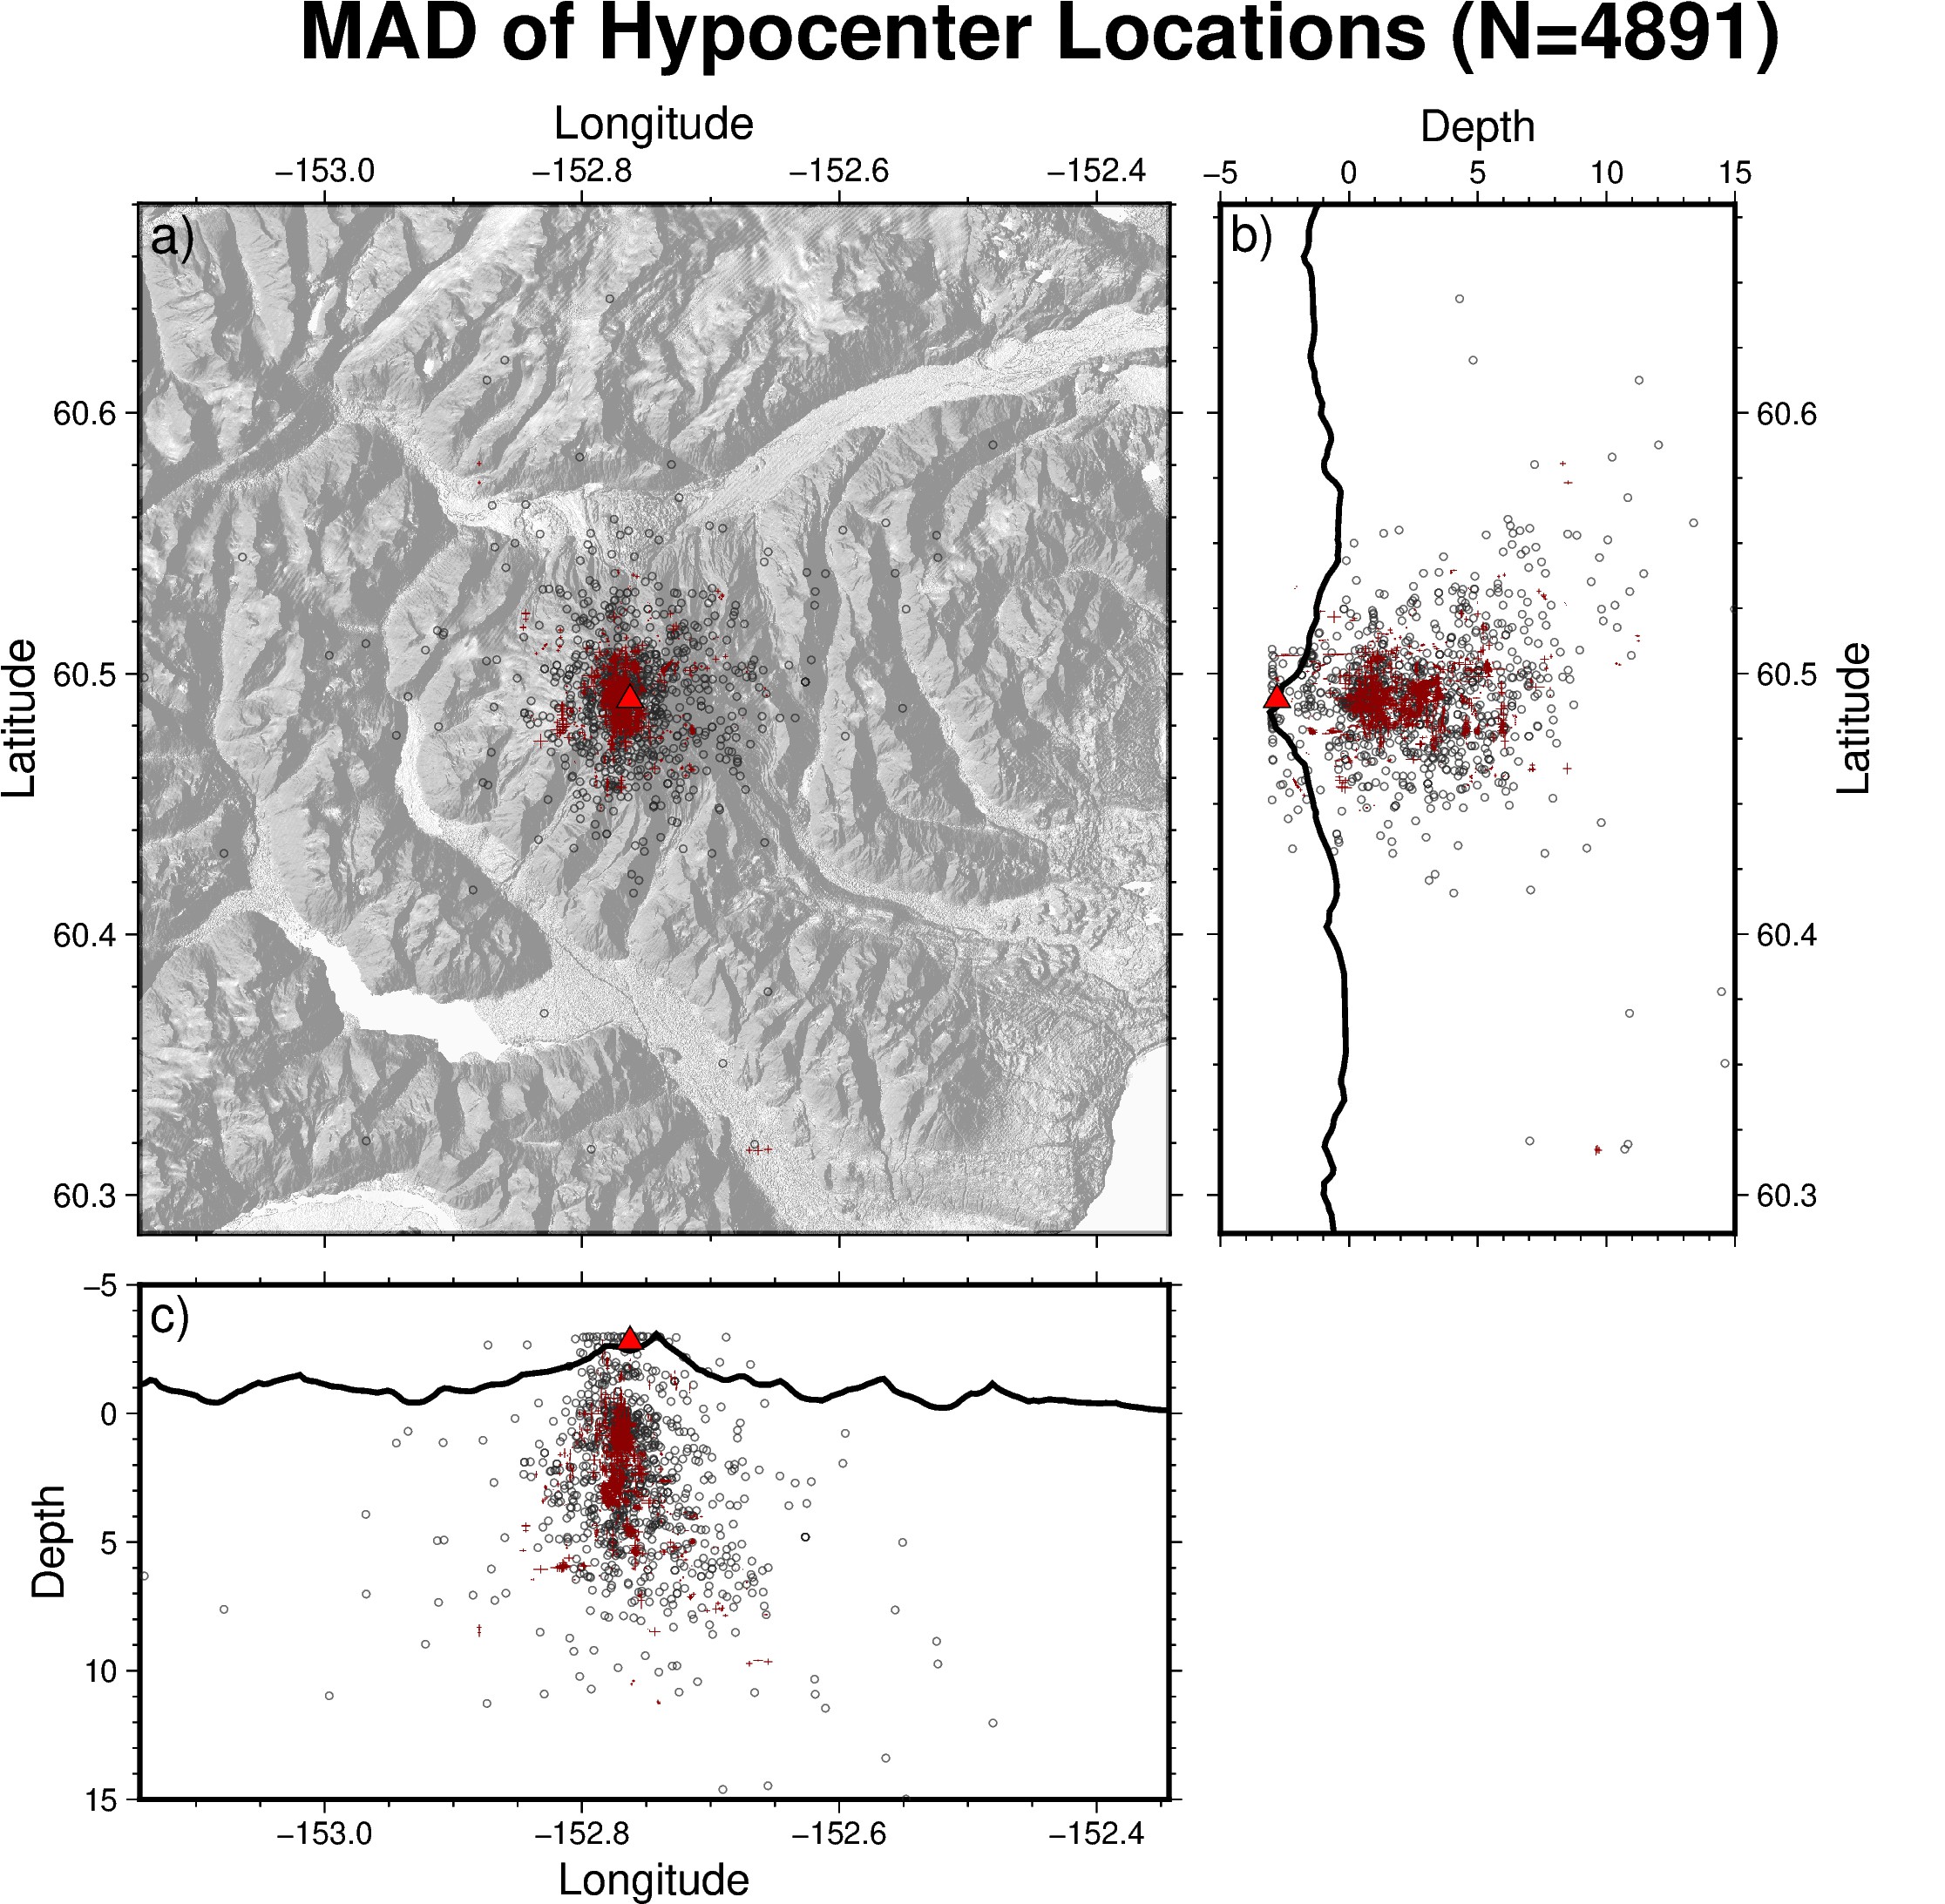 MAD of Hypocenter Locations (N=4891)
Longitude
−153.0 −152.8 −152.6 −152.4
Depth
−5 0 5 10 15
a)
b)
Latitude
60.6
60.5
60.4
60.3
60.6
60.5
60.4
60.3
Latitude
c)
Depth
−5
0
5
10
15
−153.0 −152.8 −152.6 −152.4
Longitude